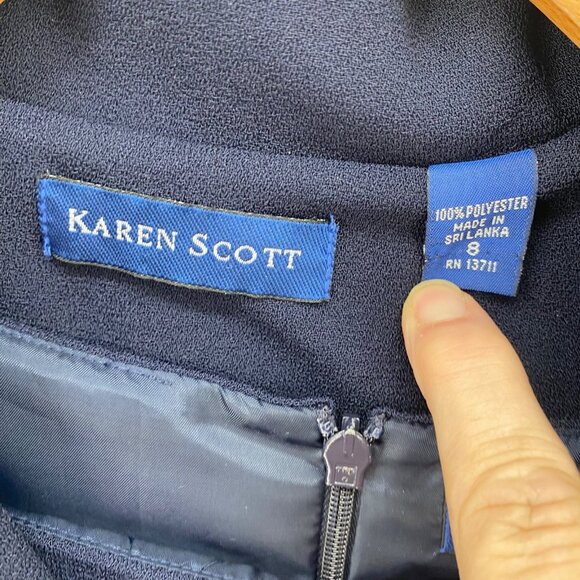 KAREN SCOTT
100% POLYESTER
MADE IN
SRI LANKA
8
RN 13711